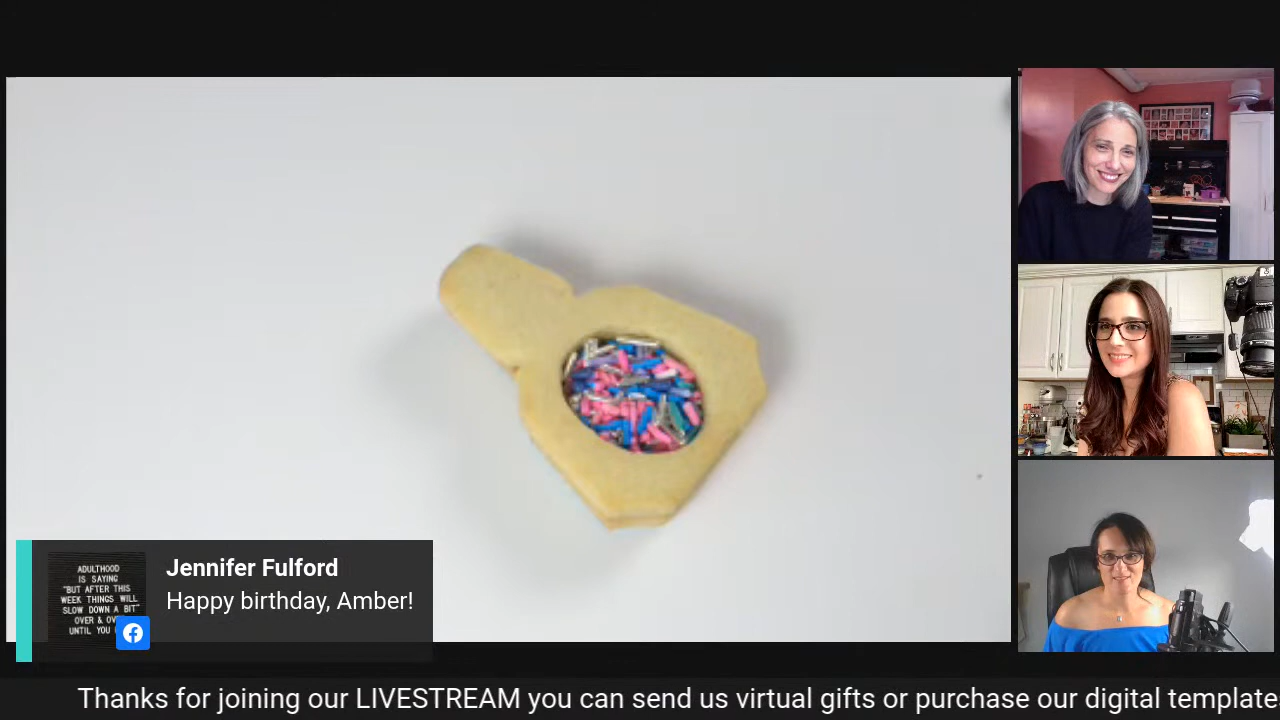 ADULTHOOD
IS SAYING
"BUT AFTER THIS
WEEK THINGS WILL
SLOW DOWN A BIT"
OVER & OV
UNTIL YOU
Jennifer Fulford
Happy birthday, Amber!
Thanks for joining our LIVESTREAM you can send us virtual gifts or purchase our digital template